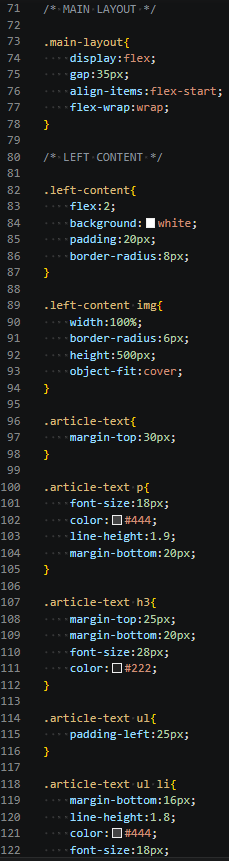 71 /* MAIN LAYOUT */
72
73 .main-layout{
74     display:flex;
75     gap:35px;
76     align-items:flex-start;
77     flex-wrap:wrap;
78 }
79
80 /* LEFT CONTENT */
81
82 .left-content{
83     flex:2;
84     background:white;
85     padding:20px;
86     border-radius:8px;
87 }
88
89 .left-content img{
90     width:100%;
91     border-radius:6px;
92     height:500px;
93     object-fit:cover;
94 }
95
96 .article-text{
97     margin-top:30px;
98 }
99
100 .article-text p{
101     font-size:18px;
102     color:#444;
103     line-height:1.9;
104     margin-bottom:20px;
105 }
106
107 .article-text h3{
108     margin-top:25px;
109     margin-bottom:20px;
110     font-size:28px;
111     color:#222;
112 }
113
114 .article-text ul{
115     padding-left:25px;
116 }
117
118 .article-text ul li{
119     margin-bottom:16px;
120     line-height:1.8;
121     color:#444;
122     font-size:18px;